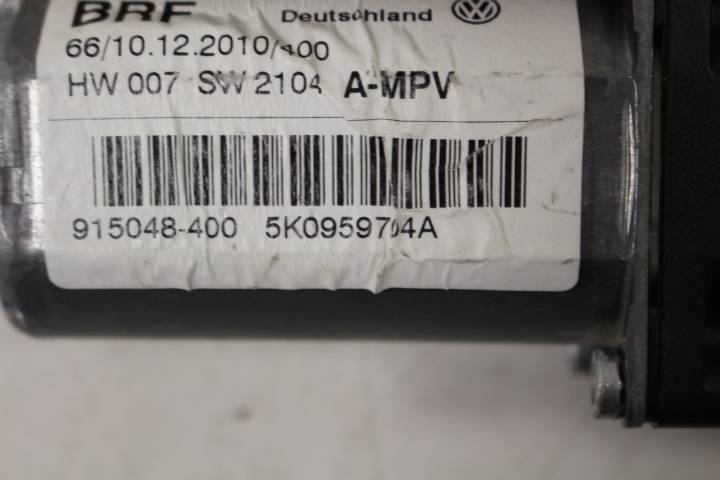 BRF Deutschland
66/10.12.2010/400
HW 007 SW 2104 A-MPV
915048-400 5K0959704A